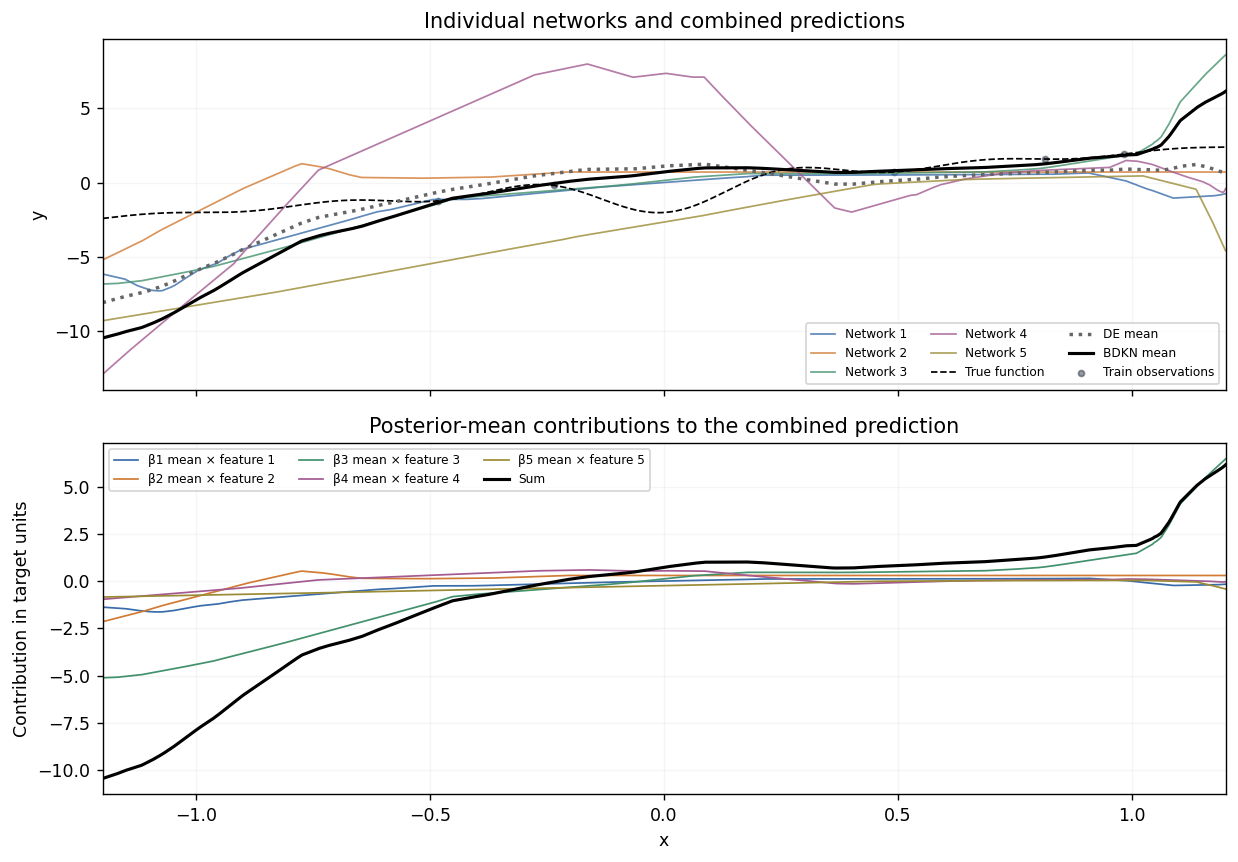 Individual networks and combined predictions
y
5
0
−5
−10
Network 1
Network 2
Network 3
Network 4
Network 5
True function
DE mean
BDKN mean
Train observations
Posterior-mean contributions to the combined prediction
Contribution in target units
5.0
2.5
0.0
−2.5
−5.0
−7.5
−10.0
β1 mean × feature 1
β2 mean × feature 2
β3 mean × feature 3
β4 mean × feature 4
β5 mean × feature 5
Sum
−1.0
−0.5
0.0
0.5
1.0
x